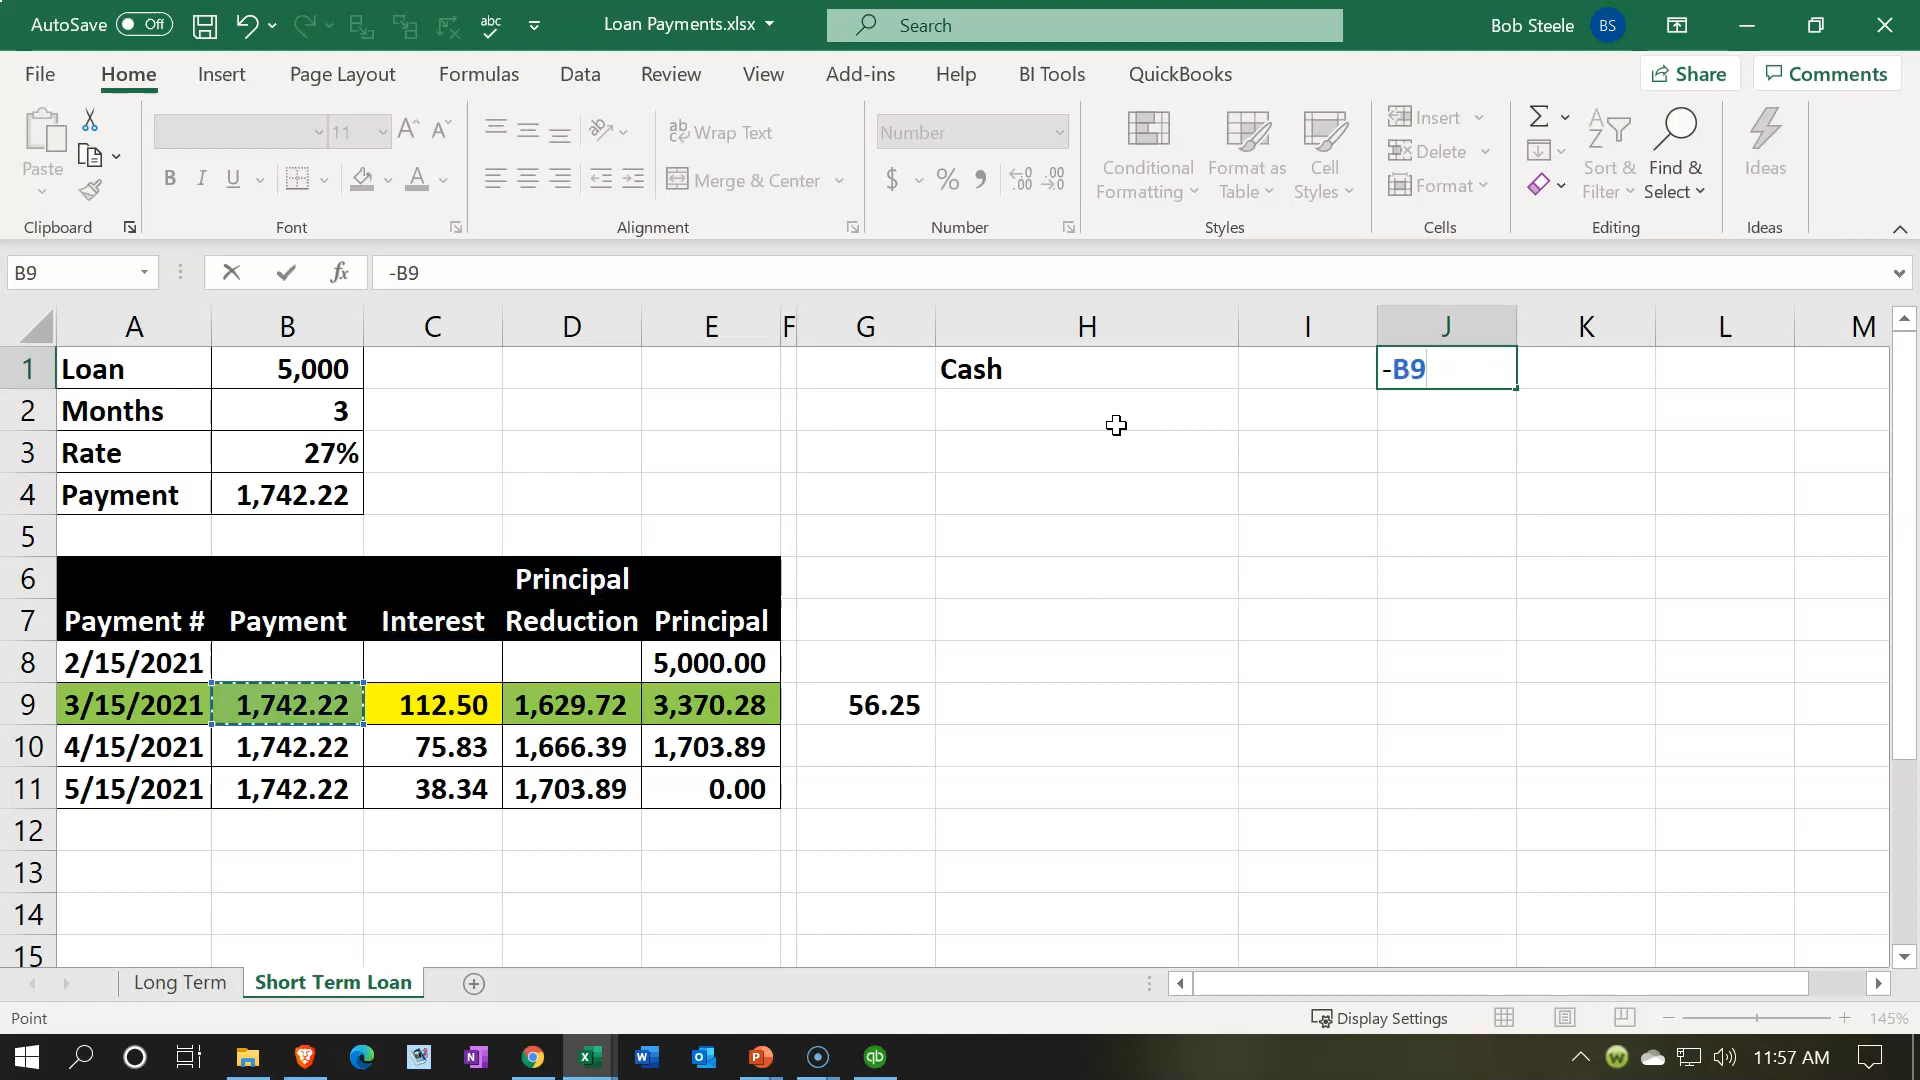 AutoSave Off abc Loan Payments.xlsx Search Bob Steele BS
File Home Insert Page Layout Formulas Data Review View Add-ins Help BI Tools QuickBooks Share Comments
Paste
Clipboard
11
B I U
Font
ab Wrap Text
Merge & Center
Alignment
Number
$ % 9
Number
Conditional Formatting
Format as Table
Cell Styles
Styles
Insert
Delete
Format
Cells
Sort & Filter
Find & Select
Editing
Ideas
Ideas
B9 fx -B9
A B C D E F G H I J K L M
1 Loan 5,000 Cash -B9
2 Months 3
3 Rate 27%
4 Payment 1,742.22
5
6 Principal
7 Payment # Payment Interest Reduction Principal
8 2/15/2021 5,000.00
9 3/15/2021 1,742.22 112.50 1,629.72 3,370.28 56.25
10 4/15/2021 1,742.22 75.83 1,666.39 1,703.89
11 5/15/2021 1,742.22 38.34 1,703.89 0.00
12
13
14
15
Long Term Short Term Loan
Point Display Settings 145%
11:57 AM